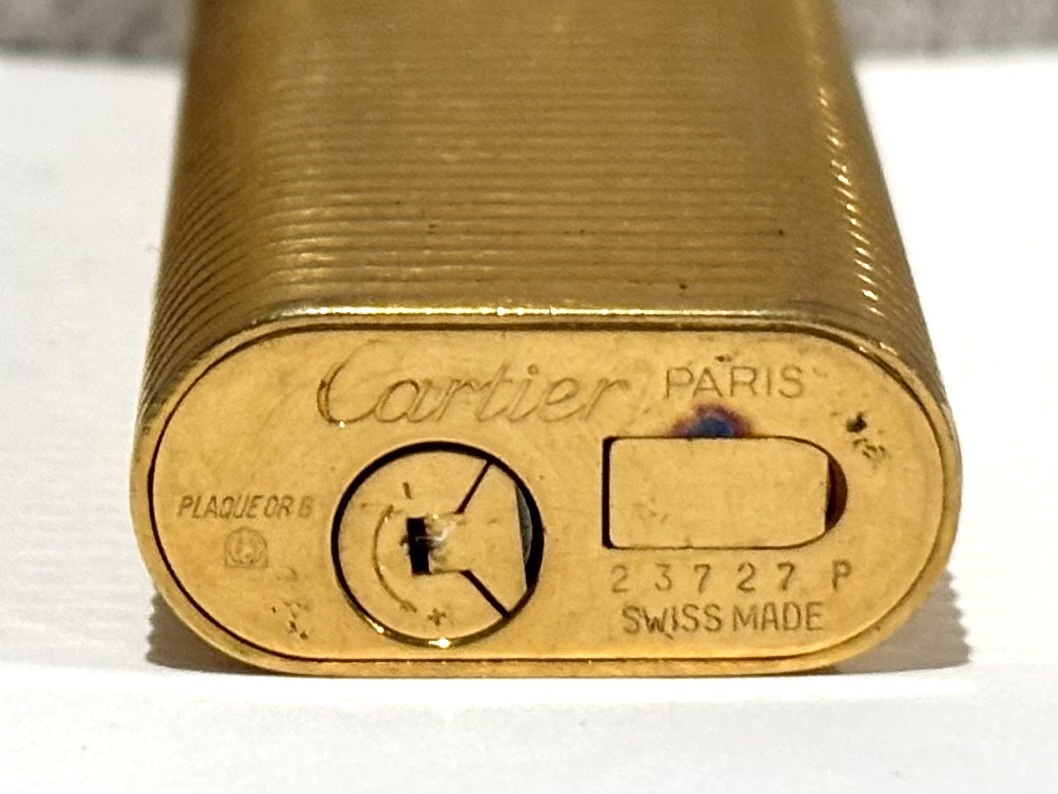 Cartier PARIS
PLAQUE OR G
23727 P
SWISS MADE